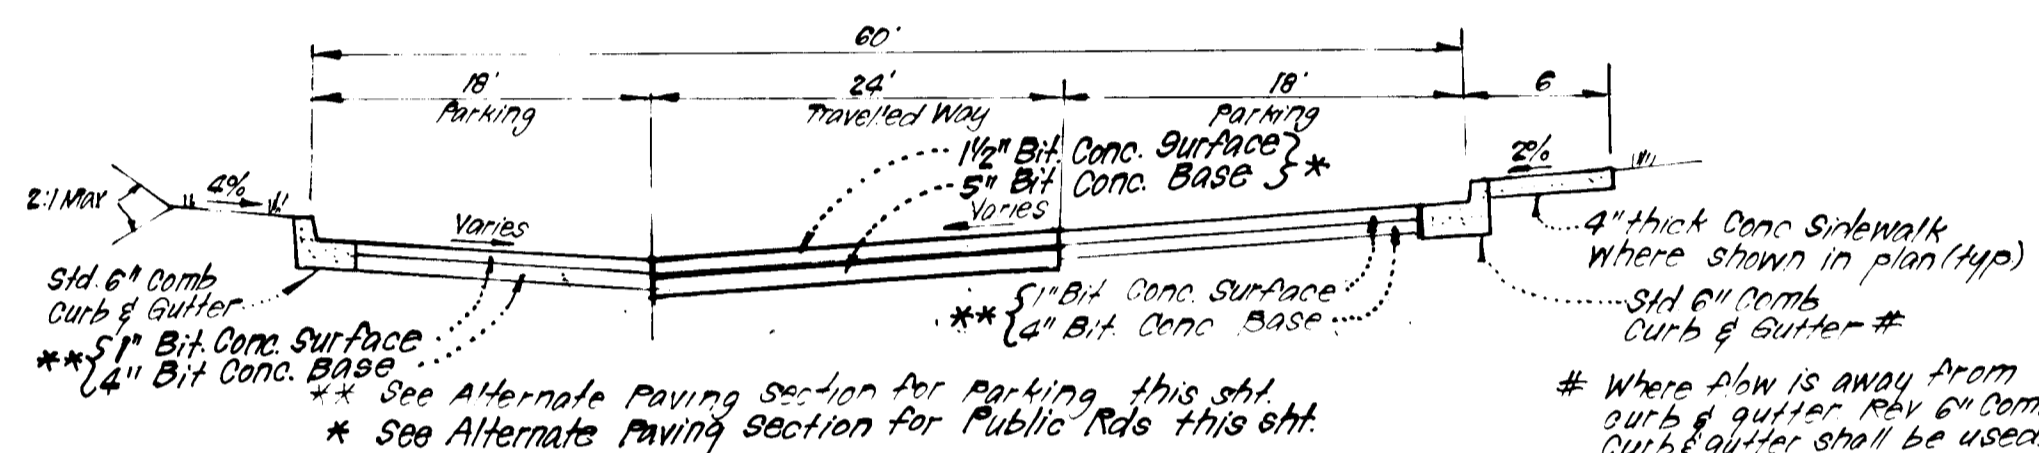 60'
18'
Parking
24'
Travelled Way
18'
Parking
6
1½" Bit. Conc. Surface
5" Bit Conc. Base } *
2:1 Max
4%
Varies
Varies
2%
4" thick Conc Sidewalk
where shown in plan (typ)
Std. 6" Comb
Curb & Gutter
** { 1" Bit. Conc. Surface
4" Bit Conc. Base
** { 1" Bit Conc. Surface
4" Bit. Conc Base
Std 6" Comb
Curb & Gutter #
** See Alternate Paving Section for Parking this sht.
* See Alternate Paving Section for Public Rds this sht.
# Where flow is away from
curb & gutter Rev 6" Comb
curb & gutter shall be used